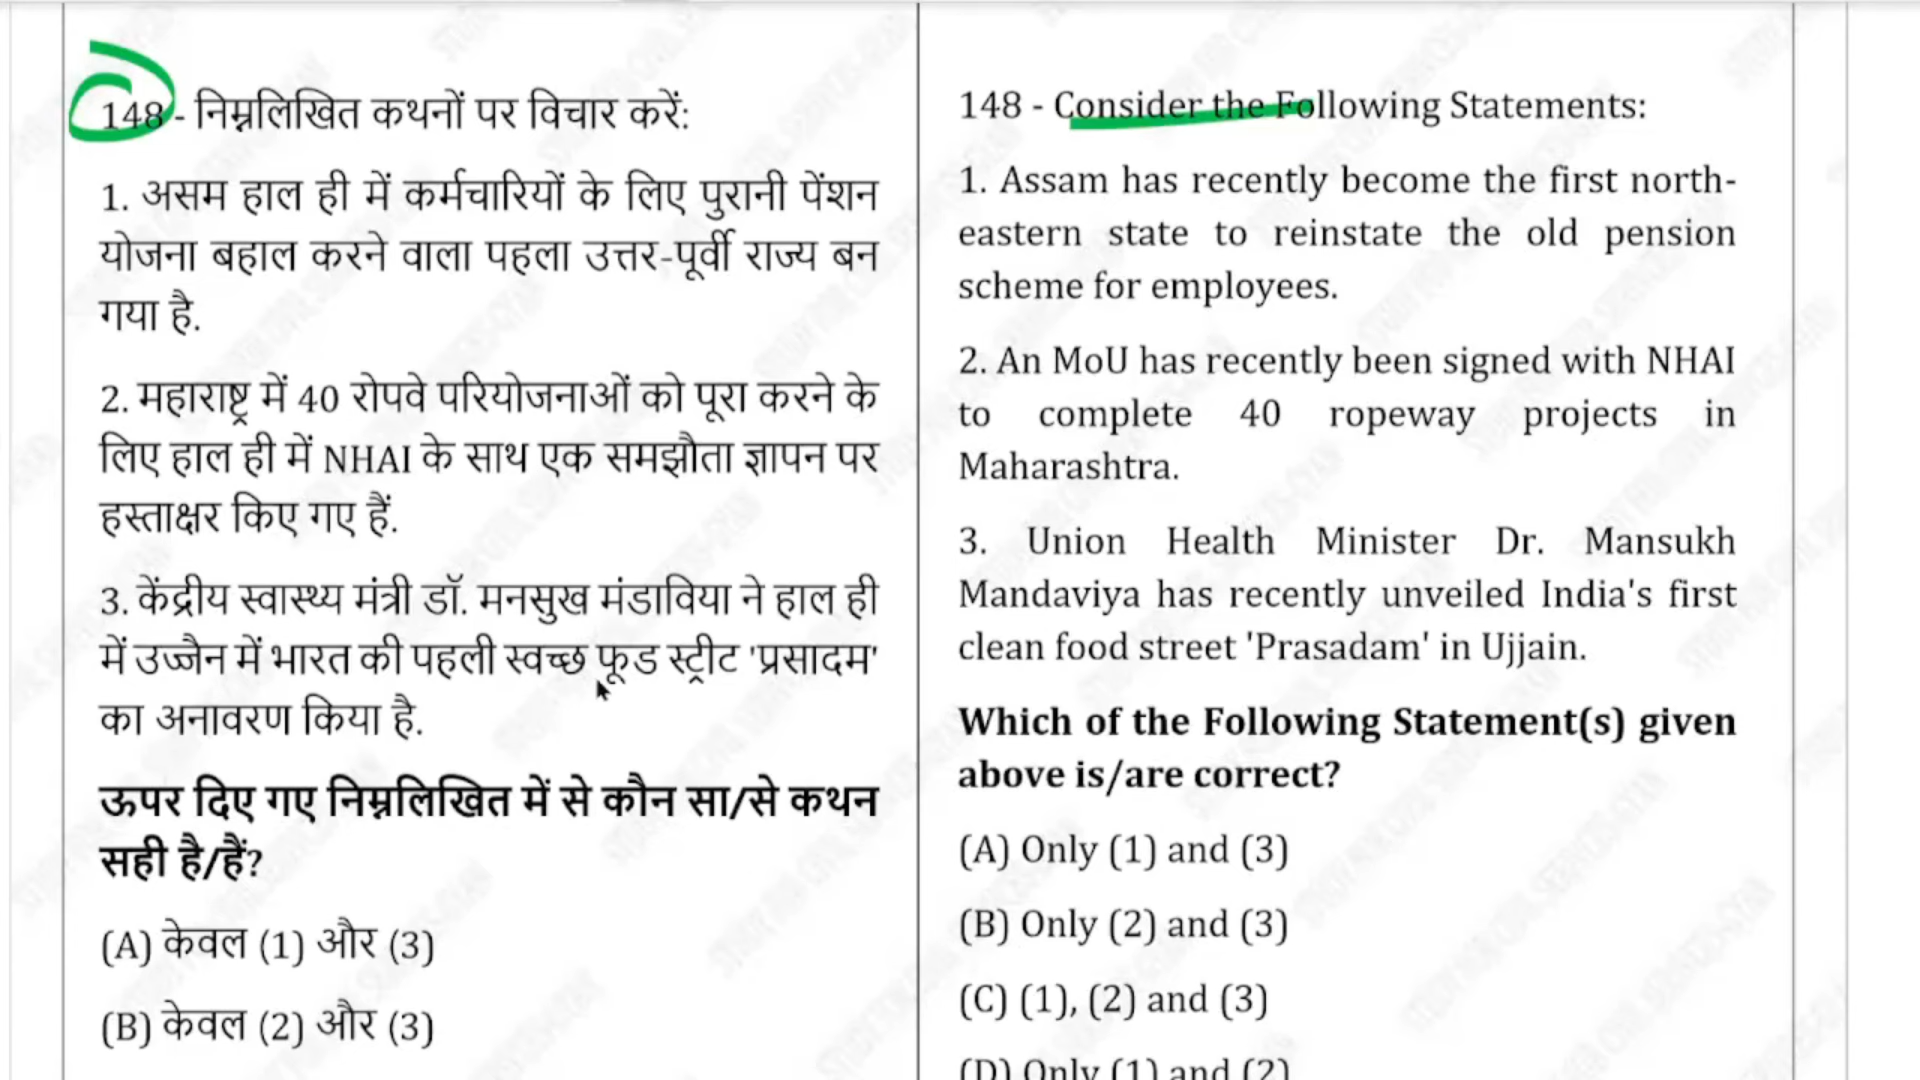 148 - निम्नलिखित कथनों पर विचार करें:
1. असम हाल ही में कर्मचारियों के लिए पुरानी पेंशन
योजना बहाल करने वाला पहला उत्तर-पूर्वी राज्य बन
गया है.
2. महाराष्ट्र में 40 रोपवे परियोजनाओं को पूरा करने के
लिए हाल ही में NHAI के साथ एक समझौता ज्ञापन पर
हस्ताक्षर किए गए हैं.
3. केंद्रीय स्वास्थ्य मंत्री डॉ. मनसुख मंडाविया ने हाल ही
में उज्जैन में भारत की पहली स्वच्छ फूड स्ट्रीट 'प्रसादम'
का अनावरण किया है.
ऊपर दिए गए निम्नलिखित में से कौन सा/से कथन
सही है/हैं?
(A) केवल (1) और (3)
(B) केवल (2) और (3)
148 - Consider the Following Statements:
1. Assam has recently become the first north-
eastern state to reinstate the old pension
scheme for employees.
2. An MoU has recently been signed with NHAI
to complete 40 ropeway projects in
Maharashtra.
3. Union Health Minister Dr. Mansukh
Mandaviya has recently unveiled India's first
clean food street 'Prasadam' in Ujjain.
Which of the Following Statement(s) given
above is/are correct?
(A) Only (1) and (3)
(B) Only (2) and (3)
(C) (1), (2) and (3)
(D) Only (1) and (2)